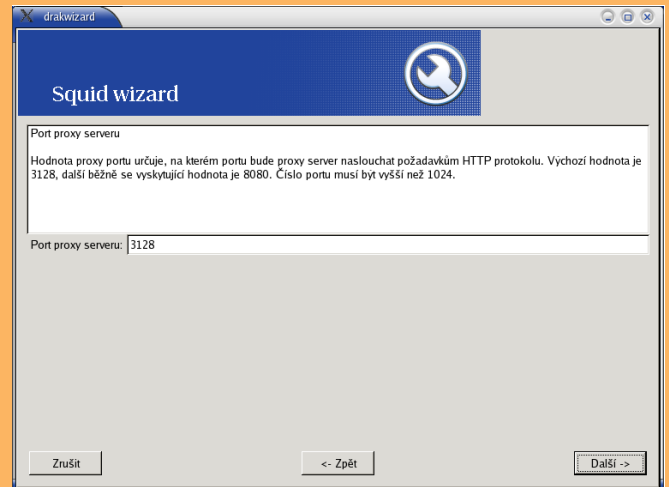 drakwizard
Squid wizard
Port proxy serveru
Hodnota proxy portu určuje, na kterém portu bude proxy server naslouchat požadavkům HTTP protokolu. Výchozí hodnota je
3128, další běžně se vyskytující hodnota je 8080. Číslo portu musí být vyšší než 1024.
Port proxy serveru: 3128
Zrušit
<- Zpět
Další ->